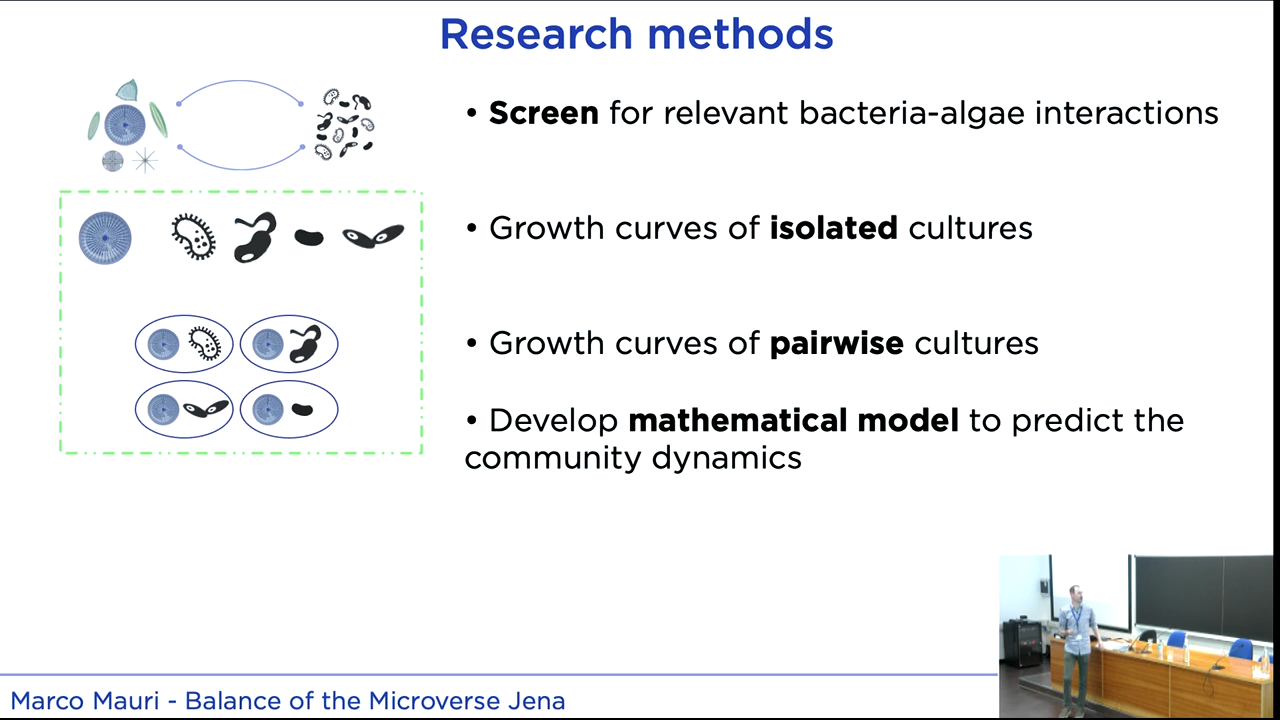 Research methods
• Screen for relevant bacteria-algae interactions
• Growth curves of isolated cultures
• Growth curves of pairwise cultures
• Develop mathematical model to predict the
community dynamics
Marco Mauri - Balance of the Microverse Jena